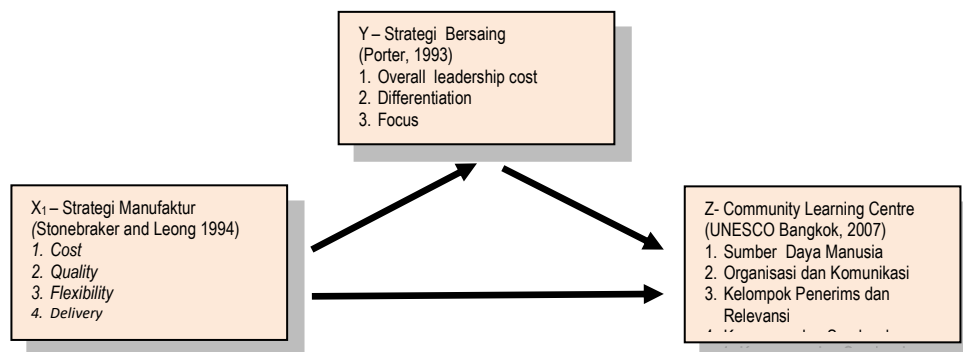 Y – Strategi Bersaing
(Porter, 1993)
1. Overall leadership cost
2. Differentiation
3. Focus
X1 – Strategi Manufaktur
(Stonebraker and Leong 1994)
1. Cost
2. Quality
3. Flexibility
4. Delivery
Z- Community Learning Centre
(UNESCO Bangkok, 2007)
1. Sumber Daya Manusia
2. Organisasi dan Komunikasi
3. Kelompok Penerims dan
Relevansi